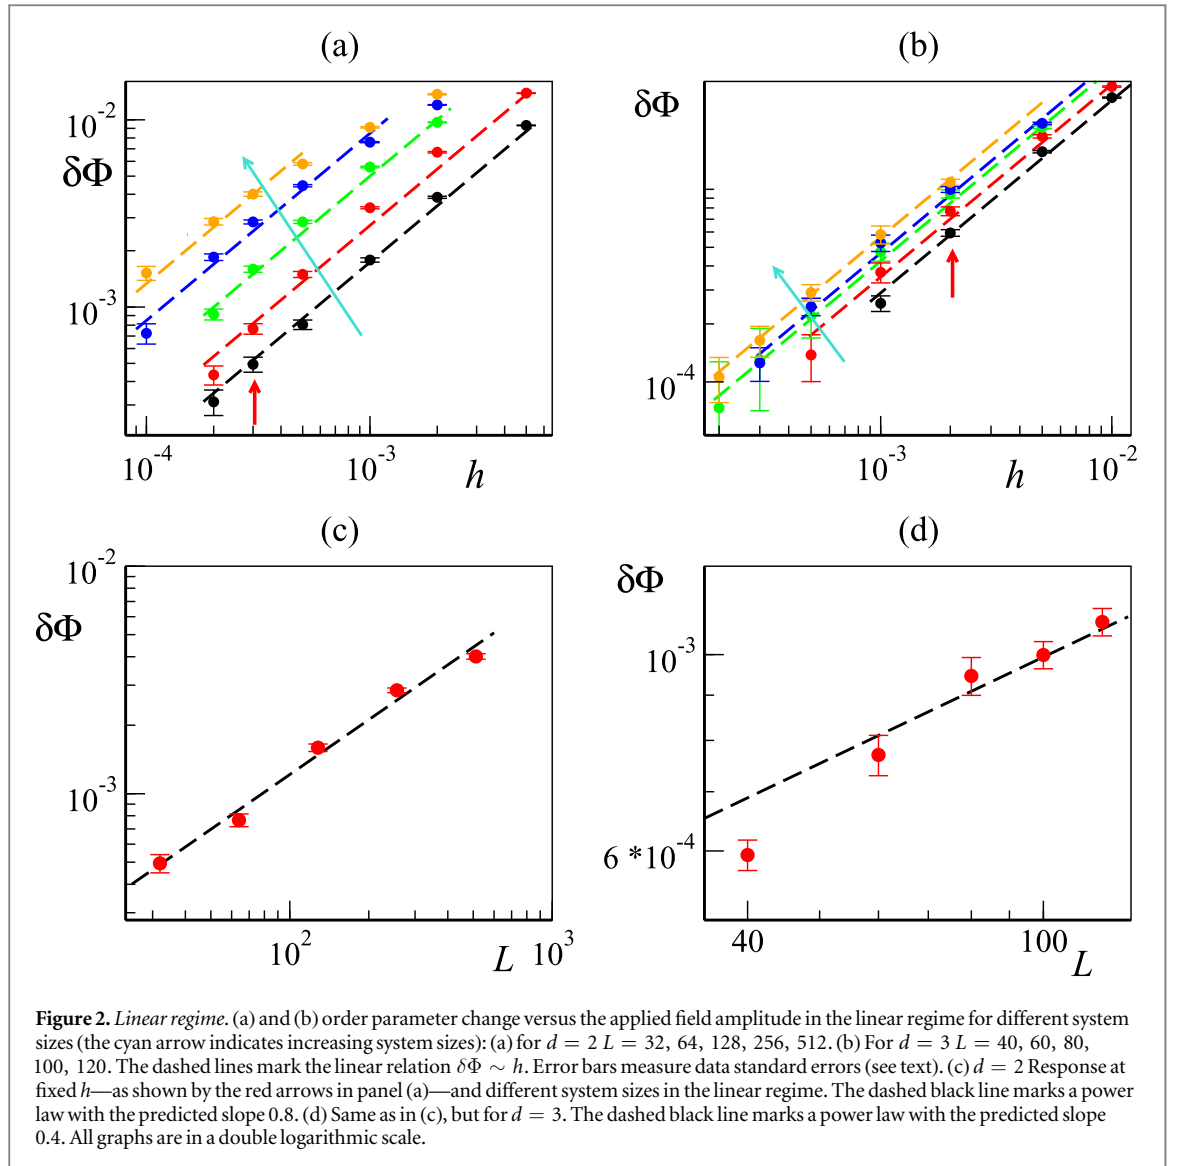 (a)
(b)
10-2
δΦ
10-3
10-4
10-3
h
δΦ
10-4
10-3
10-2
h
(c)
(d)
10-2
δΦ
10-3
102
L
103
δΦ
10-3
6 *10-4
40
100
L
Figure 2. Linear regime. (a) and (b) order parameter change versus the applied field amplitude in the linear regime for different system
sizes (the cyan arrow indicates increasing system sizes): (a) for d = 2 L = 32, 64, 128, 256, 512. (b) For d = 3 L = 40, 60, 80,
100, 120. The dashed lines mark the linear relation δΦ ∼ h. Error bars measure data standard errors (see text). (c) d = 2 Response at
fixed h—as shown by the red arrows in panel (a)—and different system sizes in the linear regime. The dashed black line marks a power
law with the predicted slope 0.8. (d) Same as in (c), but for d = 3. The dashed black line marks a power law with the predicted slope
0.4. All graphs are in a double logarithmic scale.